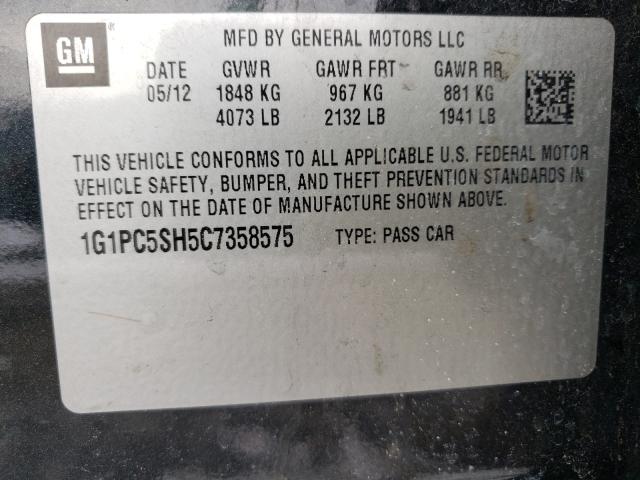 GM
MFD BY GENERAL MOTORS LLC
DATE GVWR GAWR FRT GAWR RR
05/12 1848 KG 967 KG 881 KG
4073 LB 2132 LB 1941 LB
THIS VEHICLE CONFORMS TO ALL APPLICABLE U.S. FEDERAL MOTOR
VEHICLE SAFETY, BUMPER, AND THEFT PREVENTION STANDARDS IN
EFFECT ON THE DATE OF MANUFACTURE SHOWN ABOVE.
1G1PC5SH5C7358575 TYPE: PASS CAR